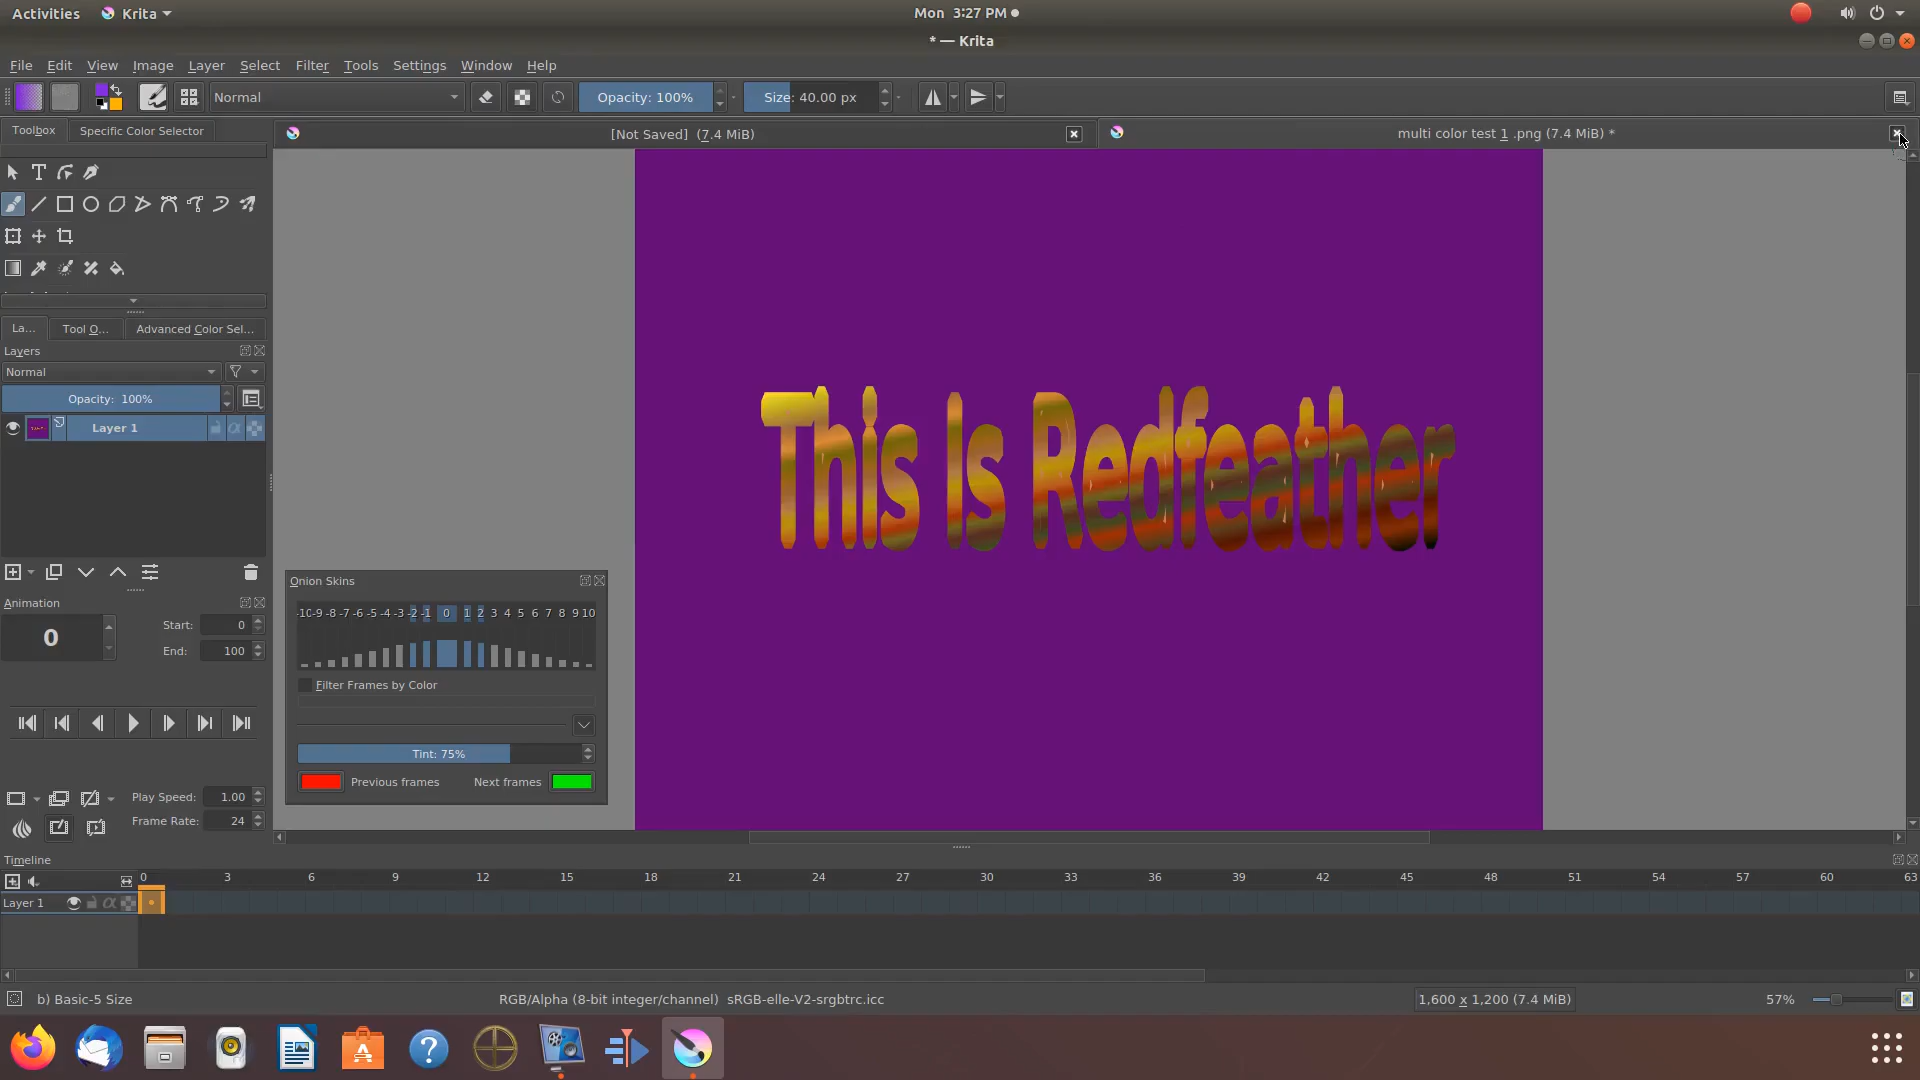 Activities Krita Mon 3:27 PM
* — Krita
File Edit View Image Layer Select Filter Tools Settings Window Help
Normal Opacity: 100% Size: 40.00 px
Toolbox Specific Color Selector [Not Saved] (7.4 MiB) multi color test 1 .png (7.4 MiB) *
La... Tool O... Advanced Color Sel...
Layers
Normal
Opacity: 100%
Layer 1
This Is Redfeather
Onion Skins
-10 -9 -8 -7 -6 -5 -4 -3 -2 -1 0 1 2 3 4 5 6 7 8 9 10
Filter Frames by Color
Tint: 75%
Previous frames Next frames
Animation
0 Start: 0
End: 100
Play Speed: 1.00
Frame Rate: 24
Timeline
0 3 6 9 12 15 18 21 24 27 30 33 36 39 42 45 48 51 54 57 60 63
Layer 1
b) Basic-5 Size RGB/Alpha (8-bit integer/channel) sRGB-elle-V2-srgbtrc.icc 1,600 x 1,200 (7.4 MiB) 57%